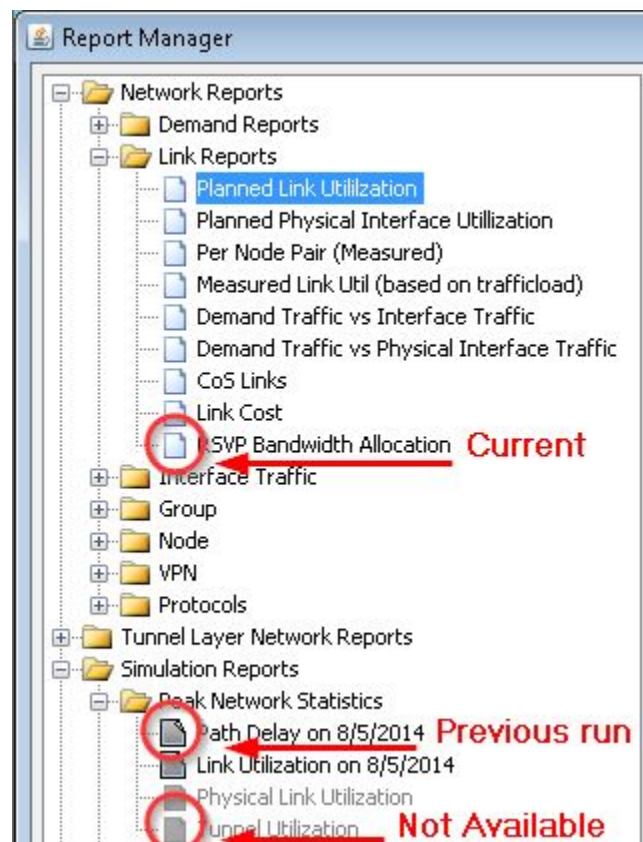 Report Manager
Network Reports
Demand Reports
Link Reports
Planned Link Utililzation
Planned Physical Interface Utillization
Per Node Pair (Measured)
Measured Link Util (based on trafficload)
Demand Traffic vs Interface Traffic
Demand Traffic vs Physical Interface Traffic
CoS Links
Link Cost
RSVP Bandwidth Allocation Current
Interface Traffic
Group
Node
VPN
Protocols
Tunnel Layer Network Reports
Simulation Reports
Peak Network Statistics
Path Delay on 8/5/2014 Previous run
Link Utilization on 8/5/2014
Physical Link Utilization
Tunnel Utilization Not Available